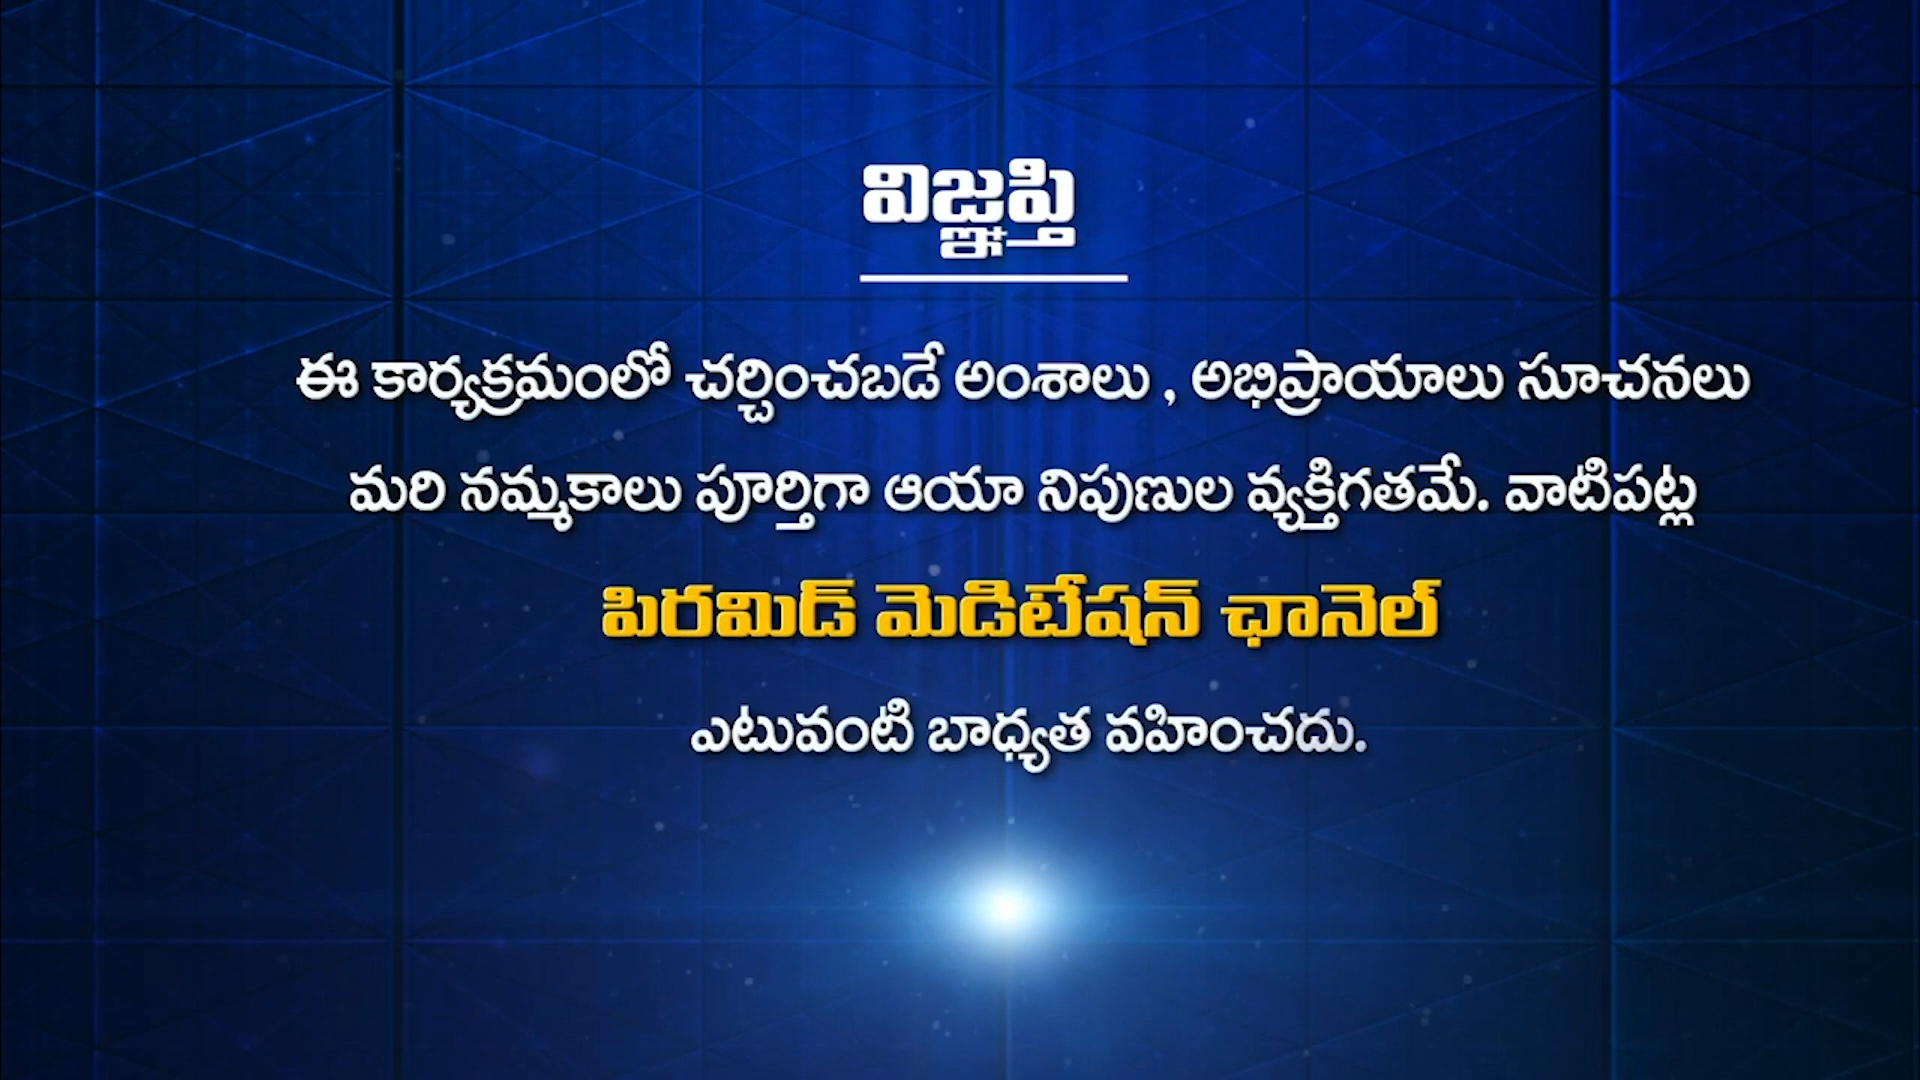 విజ్ఞప్తి
ఈ కార్యక్రమంలో చర్చించబడే అంశాలు , అభిప్రాయాలు సూచనలు
మరి నమ్మకాలు పూర్తిగా ఆయా నిపుణుల వ్యక్తిగతమే. వాటిపట్ల
పిరమిడ్ మెడిటేషన్ ఛానెల్
ఎటువంటి బాధ్యత వహించదు.